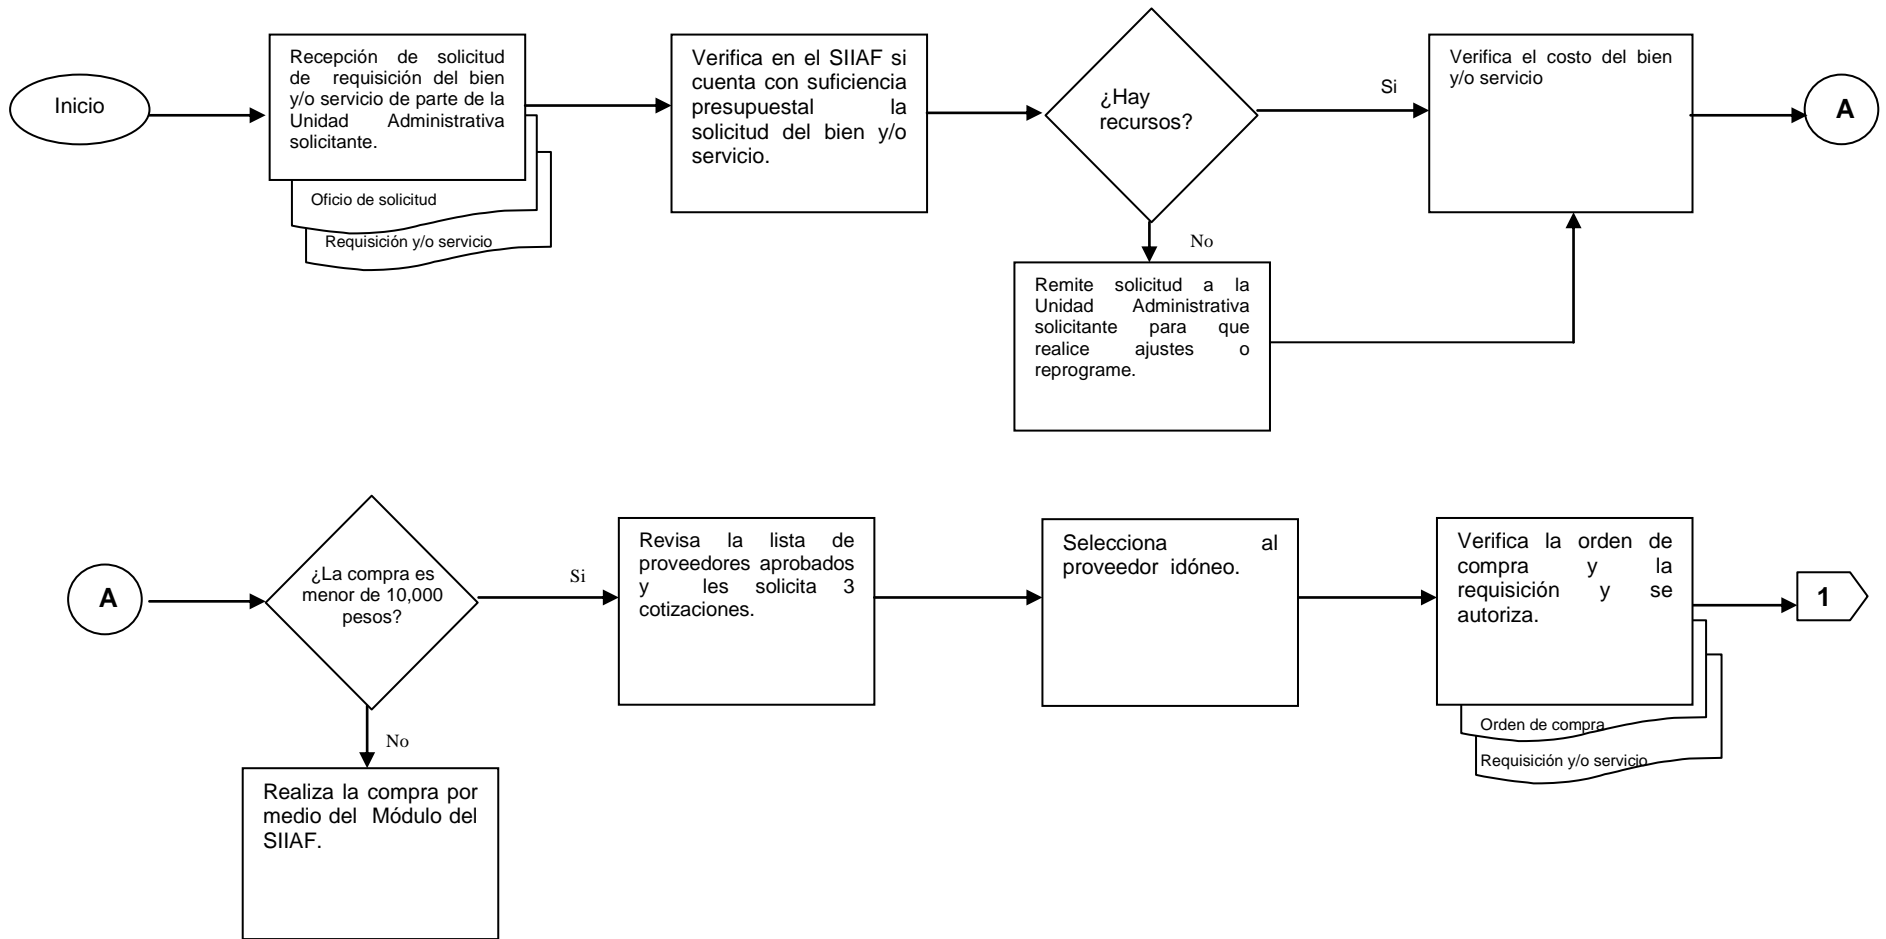 Inicio
Recepción de solicitud
de requisición del bien
y/o servicio de parte de la
Unidad Administrativa
solicitante.
Oficio de solicitud
Requisición y/o servicio
Verifica en el SIIAF si
cuenta con suficiencia
presupuestal la
solicitud del bien y/o
servicio.
¿Hay
recursos?
Si
No
Remite solicitud a la
Unidad Administrativa
solicitante para que
realice ajustes o
reprograme.
Verifica el costo del bien
y/o servicio
A
A
¿La compra es
menor de 10,000
pesos?
Si
No
Realiza la compra por
medio del Módulo del
SIIAF.
Revisa la lista de
proveedores aprobados
y les solicita 3
cotizaciones.
Selecciona al
proveedor idóneo.
Verifica la orden de
compra y la
requisición y se
autoriza.
Orden de compra
Requisición y/o servicio
1